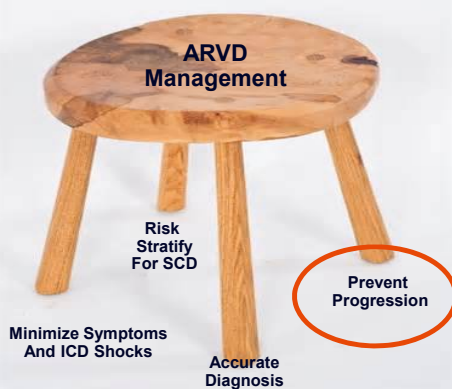 ARVD
Management
Risk
Stratify
For SCD
Prevent
Progression
Minimize Symptoms
And ICD Shocks
Accurate
Diagnosis